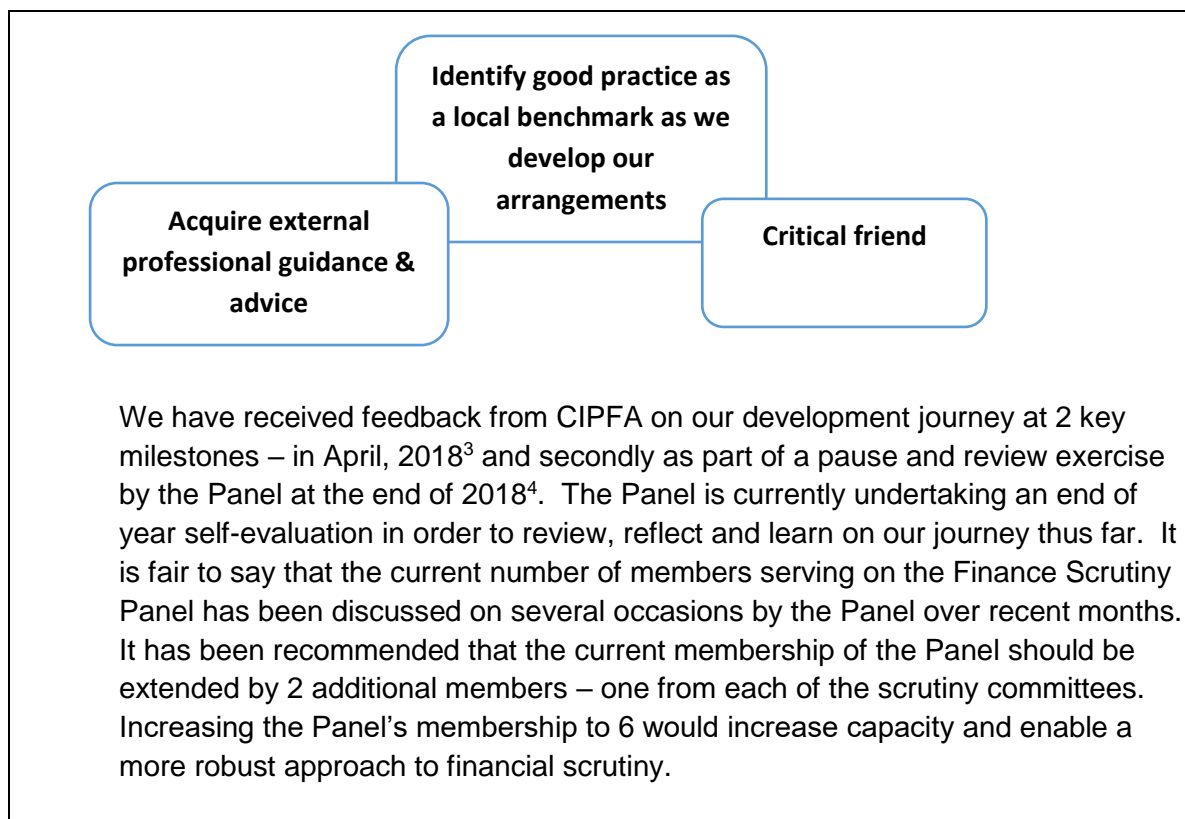 Identify good practice as
a local benchmark as we
develop our
arrangements
Acquire external
professional guidance &
advice
Critical friend
We have received feedback from CIPFA on our development journey at 2 key
milestones – in April, 2018³ and secondly as part of a pause and review exercise
by the Panel at the end of 2018⁴.  The Panel is currently undertaking an end of
year self-evaluation in order to review, reflect and learn on our journey thus far.  It
is fair to say that the current number of members serving on the Finance Scrutiny
Panel has been discussed on several occasions by the Panel over recent months.
It has been recommended that the current membership of the Panel should be
extended by 2 additional members – one from each of the scrutiny committees.
Increasing the Panel's membership to 6 would increase capacity and enable a
more robust approach to financial scrutiny.